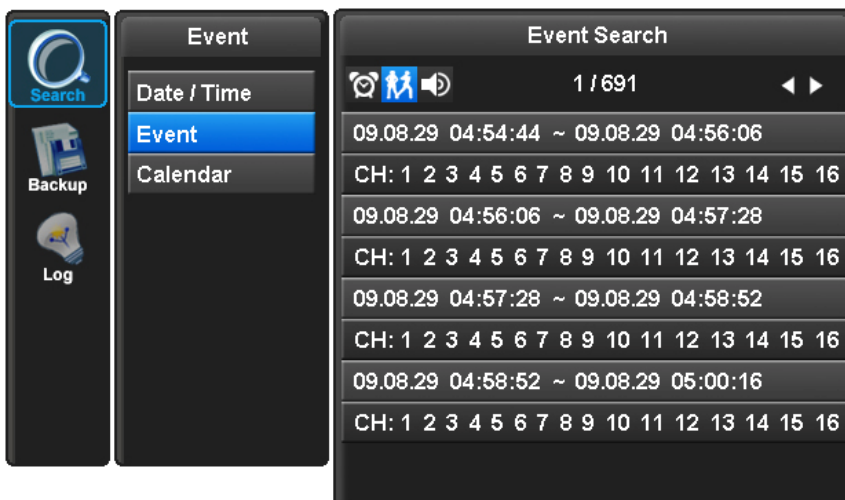 Search
Backup
Log
Event
Date / Time
Event
Calendar
Event Search
1 / 691
09.08.29 04:54:44 ~ 09.08.29 04:56:06
CH: 1 2 3 4 5 6 7 8 9 10 11 12 13 14 15 16
09.08.29 04:56:06 ~ 09.08.29 04:57:28
CH: 1 2 3 4 5 6 7 8 9 10 11 12 13 14 15 16
09.08.29 04:57:28 ~ 09.08.29 04:58:52
CH: 1 2 3 4 5 6 7 8 9 10 11 12 13 14 15 16
09.08.29 04:58:52 ~ 09.08.29 05:00:16
CH: 1 2 3 4 5 6 7 8 9 10 11 12 13 14 15 16